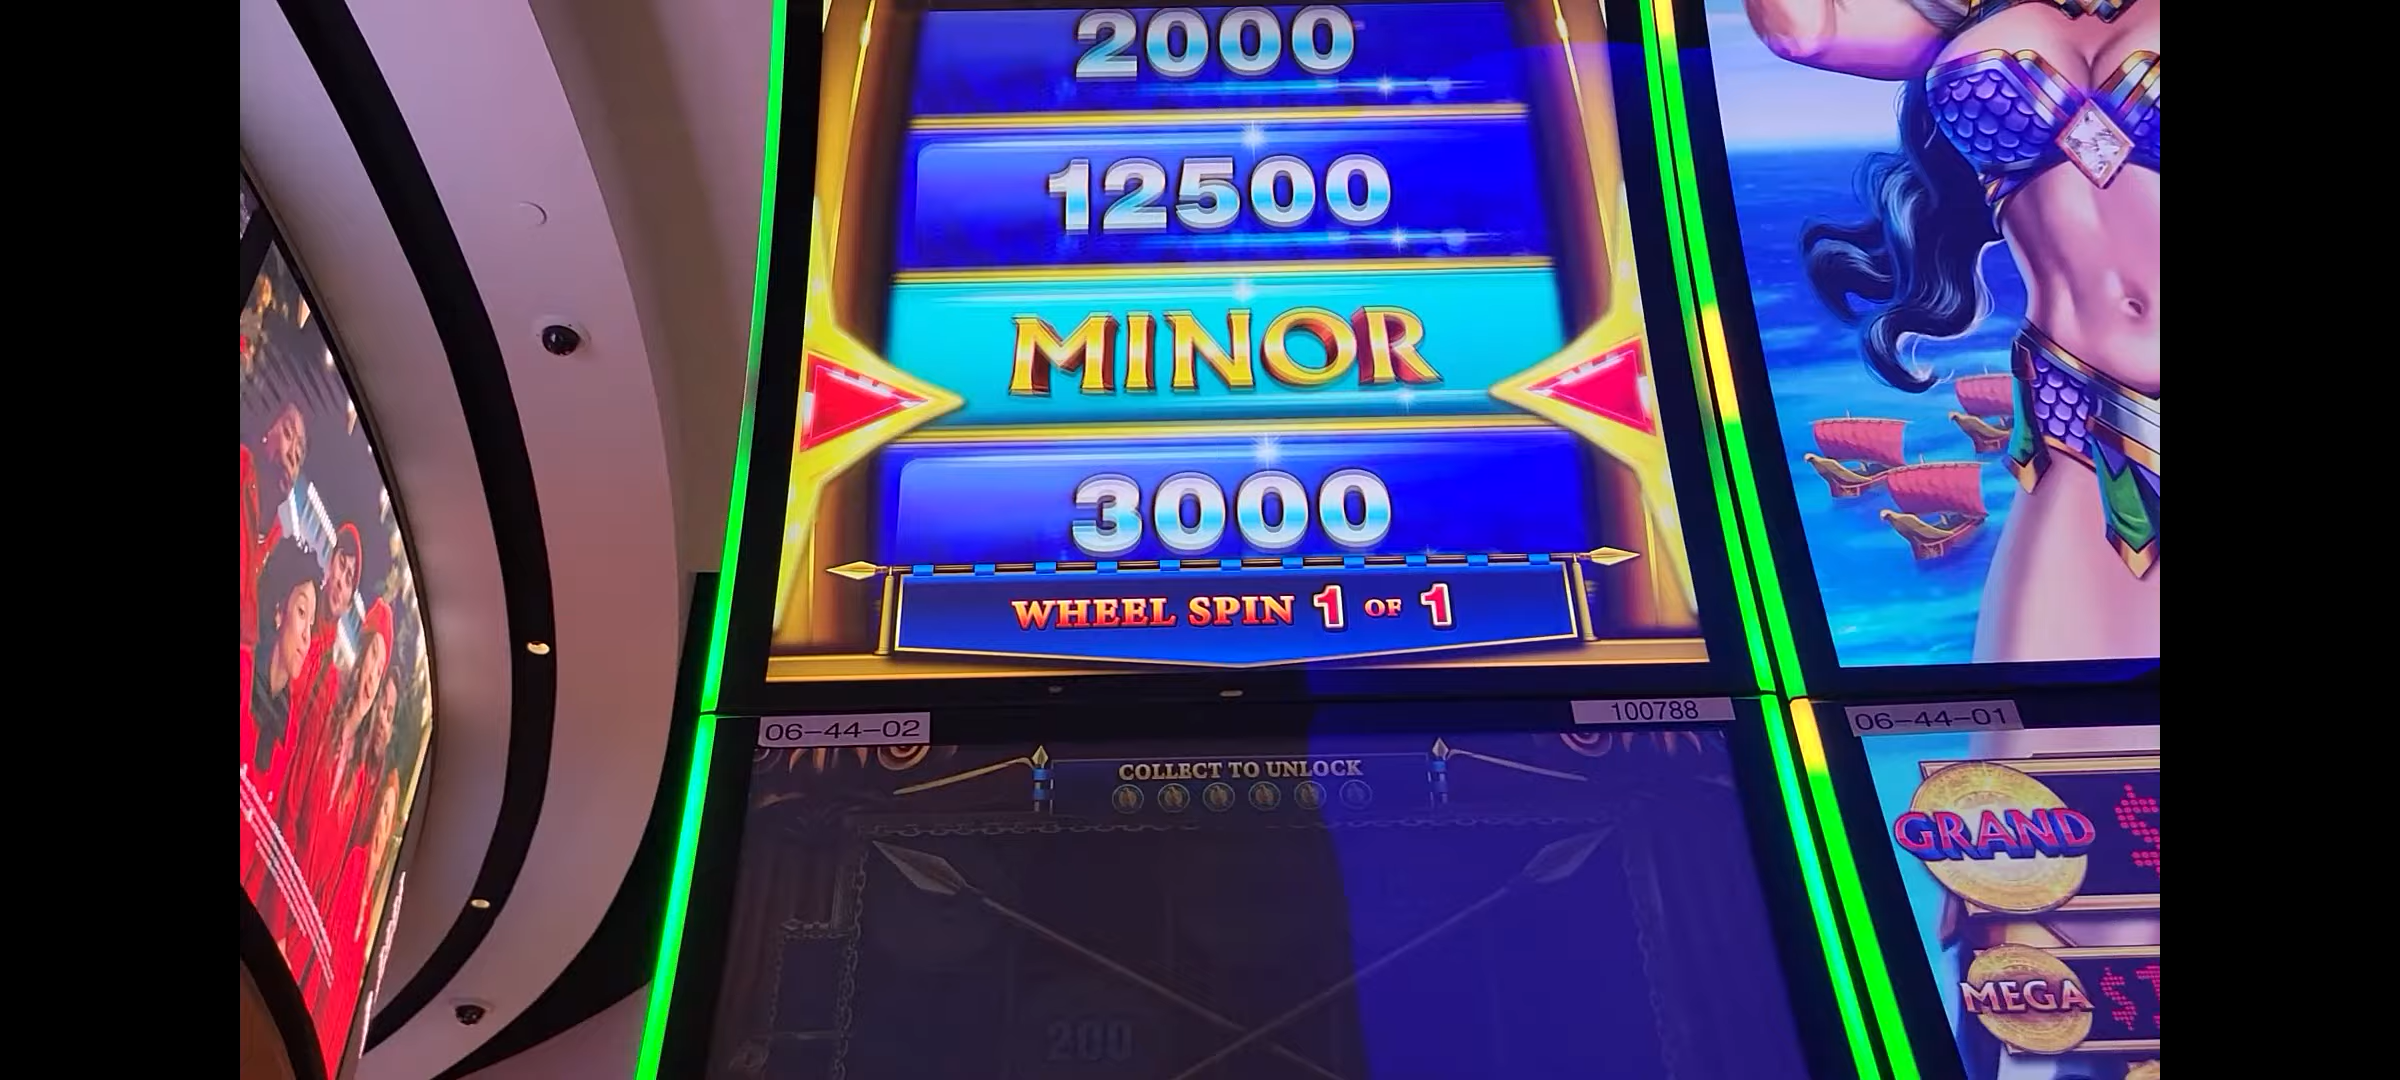 2000
12500
MINOR
3000
WHEEL SPIN 1 OF 1
06-44-02
100788
06-44-01
COLLECT TO UNLOCK
GRAND $
MEGA $
200